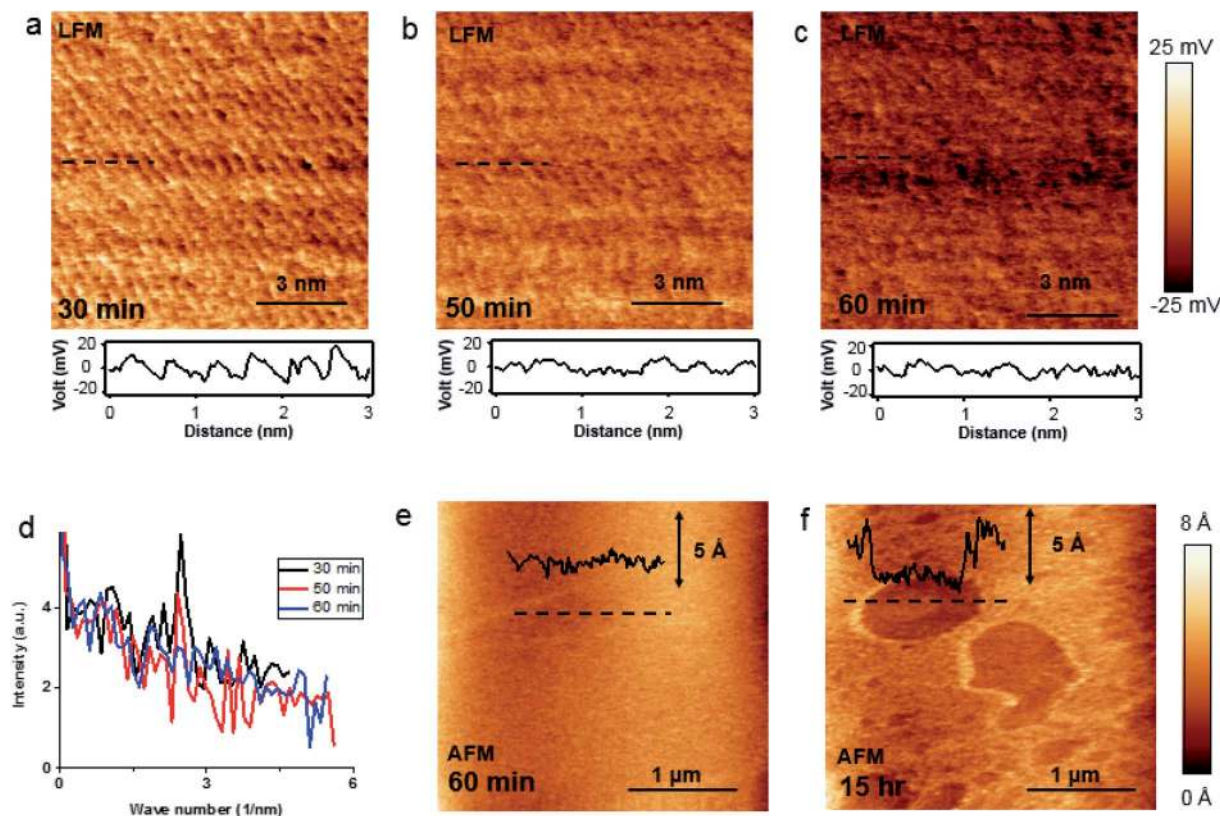 a
LFM
30 min
3 nm
20
0
-20
Volt (mV)
0 1 2 3
Distance (nm)
b
LFM
50 min
3 nm
20
0
-20
Volt (mV)
0 1 2 3
Distance (nm)
c
LFM
60 min
3 nm
25 mV
-25 mV
20
0
-20
Volt (mV)
0 1 2 3
Distance (nm)
d
30 min
50 min
60 min
Intensity (a.u.)
4
2
0
0 3 6
Wave number (1/nm)
e
5 Å
AFM
60 min
1 µm
f
5 Å
AFM
15 hr
1 µm
8 Å
0 Å